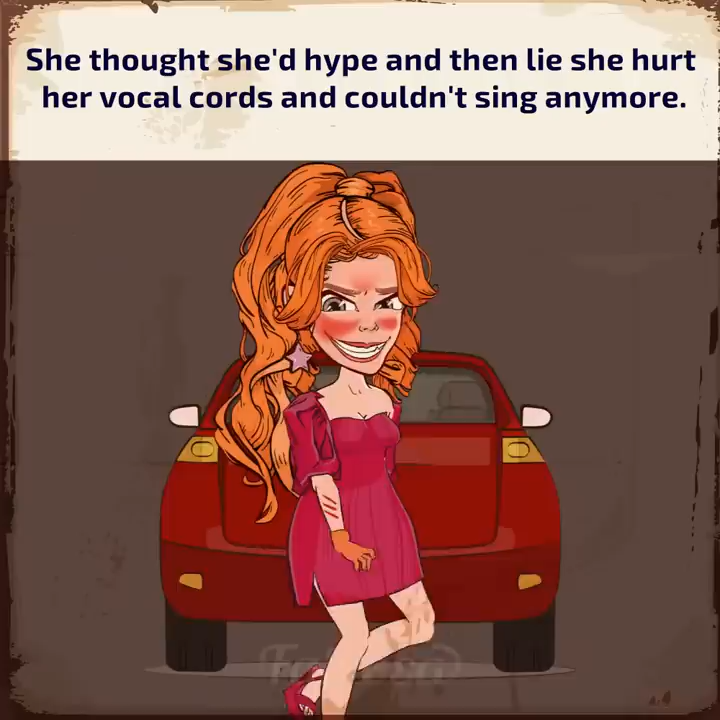 She thought she'd hype and then lie she hurt
her vocal cords and couldn't sing anymore.